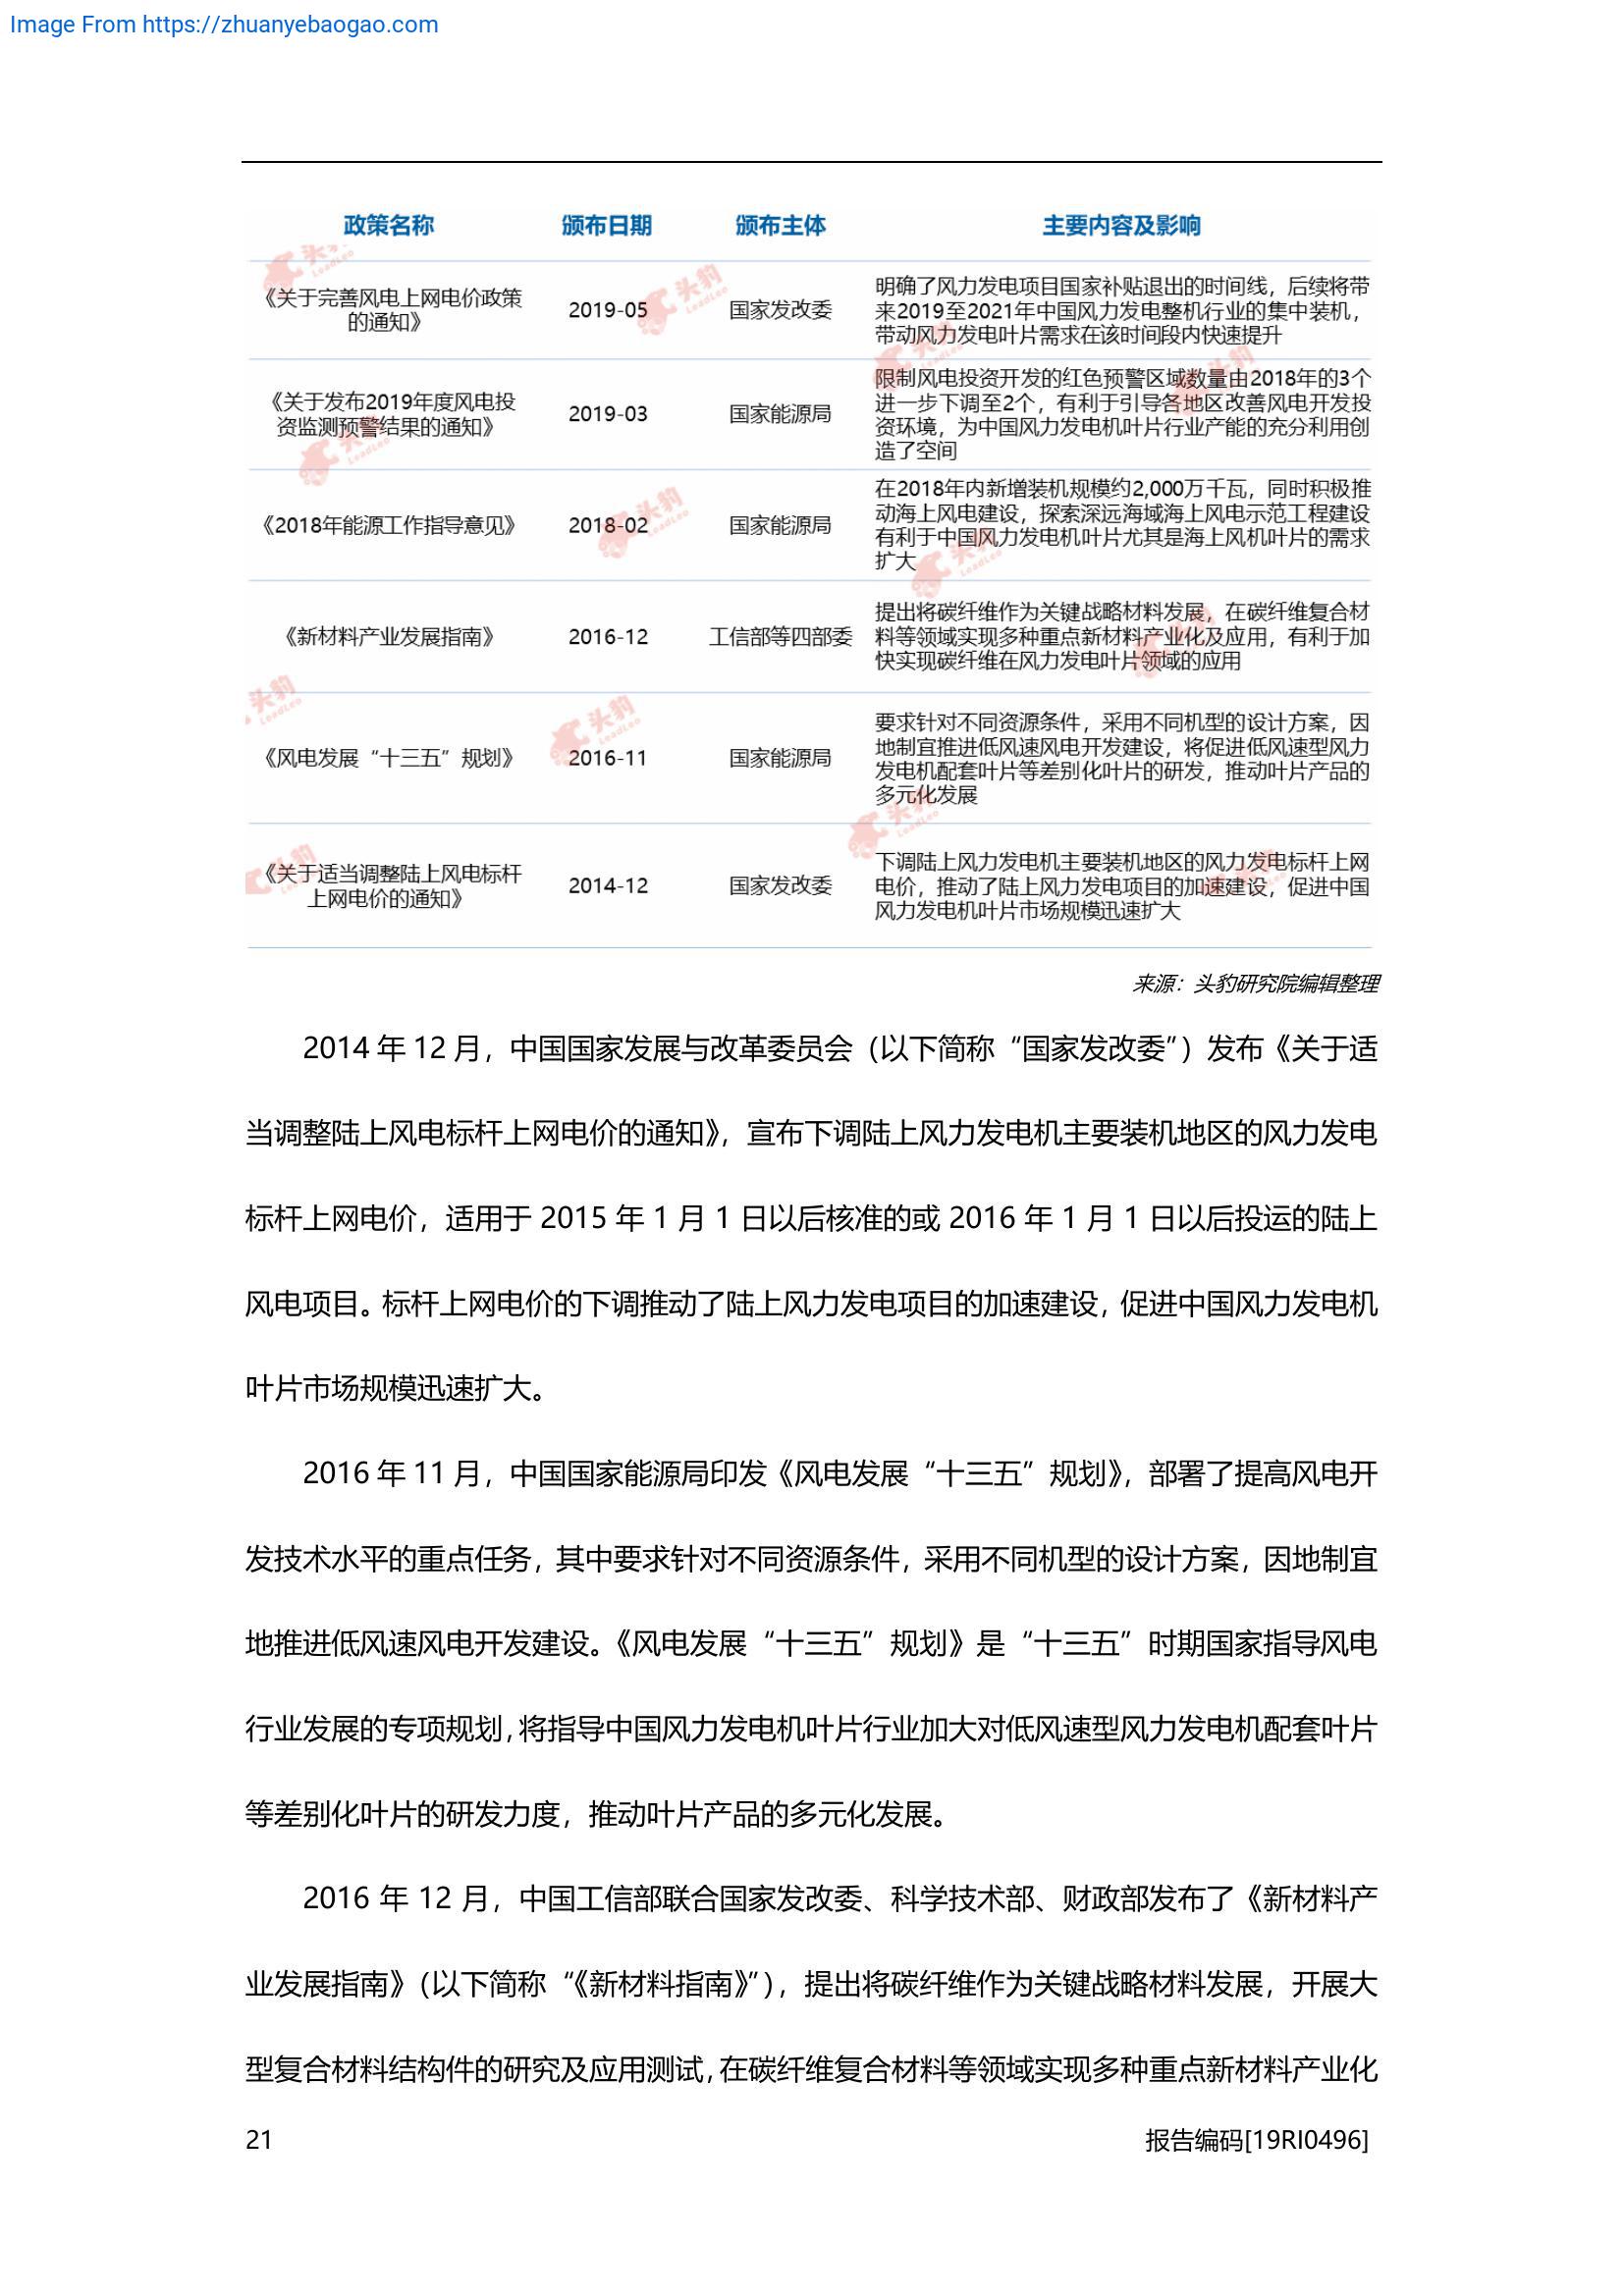 Image From https://zhuanyebaogao.com
政策名称 颁布日期 颁布主体 主要内容及影响
《关于完善风电上网电价政策
的通知》
2019-05
国家发改委
明确了风力发电项目国家补贴退出的时间线，后续将带
来2019至2021年中国风力发电整机行业的集中装机，
带动风力发电叶片需求在该时间段内快速提升
《关于发布2019年度风电投
资监测预警结果的通知》
2019-03
国家能源局
限制风电投资开发的红色预警区域数量由2018年的3个
进一步下调至2个，有利于引导各地区改善风电开发投
资环境，为中国风力发电机叶片行业产能的充分利用创
造了空间
《2018年能源工作指导意见》
2018-02
国家能源局
在2018年内新增装机规模约2,000万千瓦，同时积极推
动海上风电建设，探索深远海域海上风电示范工程建设
有利于中国风力发电机叶片尤其是海上风机叶片的需求
扩大
《新材料产业发展指南》
2016-12
工信部等四部委
提出将碳纤维作为关键战略材料发展，在碳纤维复合材
料等领域实现多种重点新材料产业化及应用，有利于加
快实现碳纤维在风力发电叶片领域的应用
《风电发展“十三五”规划》
2016-11
国家能源局
要求针对不同资源条件，采用不同机型的设计方案，因
地制宜推进低风速风电开发建设，将促进低风速型风力
发电机配套叶片等差别化叶片的研发，推动叶片产品的
多元化发展
《关于适当调整陆上风电标杆
上网电价的通知》
2014-12
国家发改委
下调陆上风力发电机主要装机地区的风力发电标杆上网
电价，推动了陆上风力发电项目的加速建设，促进中国
风力发电机叶片市场规模迅速扩大
头豹 LeadLeo
来源：头豹研究院编辑整理
2014 年 12 月，中国国家发展与改革委员会（以下简称“国家发改委”）发布《关于适
当调整陆上风电标杆上网电价的通知》，宣布下调陆上风力发电机主要装机地区的风力发电
标杆上网电价，适用于 2015 年 1 月 1 日以后核准的或 2016 年 1 月 1 日以后投运的陆上
风电项目。标杆上网电价的下调推动了陆上风力发电项目的加速建设，促进中国风力发电机
叶片市场规模迅速扩大。
2016 年 11 月，中国国家能源局印发《风电发展“十三五”规划》，部署了提高风电开
发技术水平的重点任务，其中要求针对不同资源条件，采用不同机型的设计方案，因地制宜
地推进低风速风电开发建设。《风电发展“十三五”规划》是“十三五”时期国家指导风电
行业发展的专项规划，将指导中国风力发电机叶片行业加大对低风速型风力发电机配套叶片
等差别化叶片的研发力度，推动叶片产品的多元化发展。
2016 年 12 月，中国工信部联合国家发改委、科学技术部、财政部发布了《新材料产
业发展指南》（以下简称“《新材料指南》”），提出将碳纤维作为关键战略材料发展，开展大
型复合材料结构件的研究及应用测试，在碳纤维复合材料等领域实现多种重点新材料产业化
21 报告编码[19RI0496]